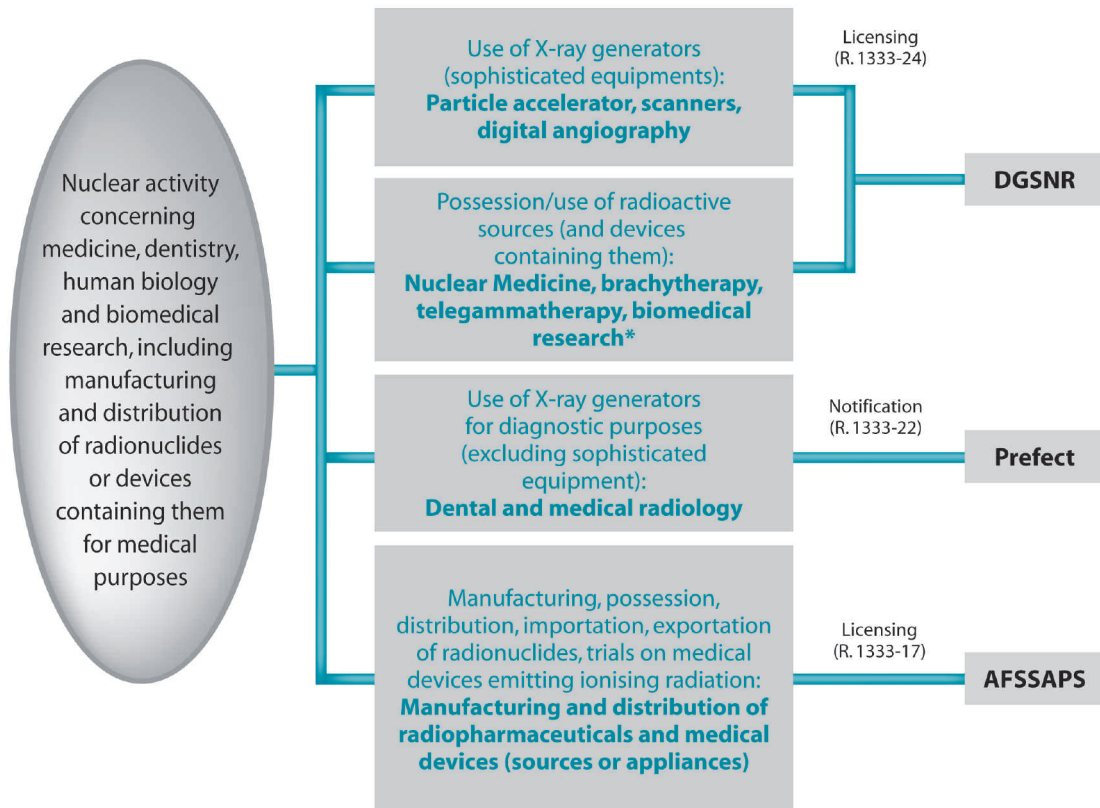 Nuclear activity
concerning
medicine, dentistry,
human biology
and biomedical
research, including
manufacturing
and distribution
of radionuclides
or devices
containing them
for medical
purposes
Use of X-ray generators
(sophisticated equipments):
Particle accelerator, scanners,
digital angiography
Licensing
(R. 1333-24)
DGSNR
Possession/use of radioactive
sources (and devices
containing them):
Nuclear Medicine, brachytherapy,
telegammatherapy, biomedical
research*
Use of X-ray generators
for diagnostic purposes
(excluding sophisticated
equipment):
Dental and medical radiology
Notification
(R. 1333-22)
Prefect
Manufacturing, possession,
distribution, importation, exportation
of radionuclides, trials on medical
devices emitting ionising radiation:
Manufacturing and distribution of
radiopharmaceuticals and medical
devices (sources or appliances)
Licensing
(R. 1333-17)
AFSSAPS